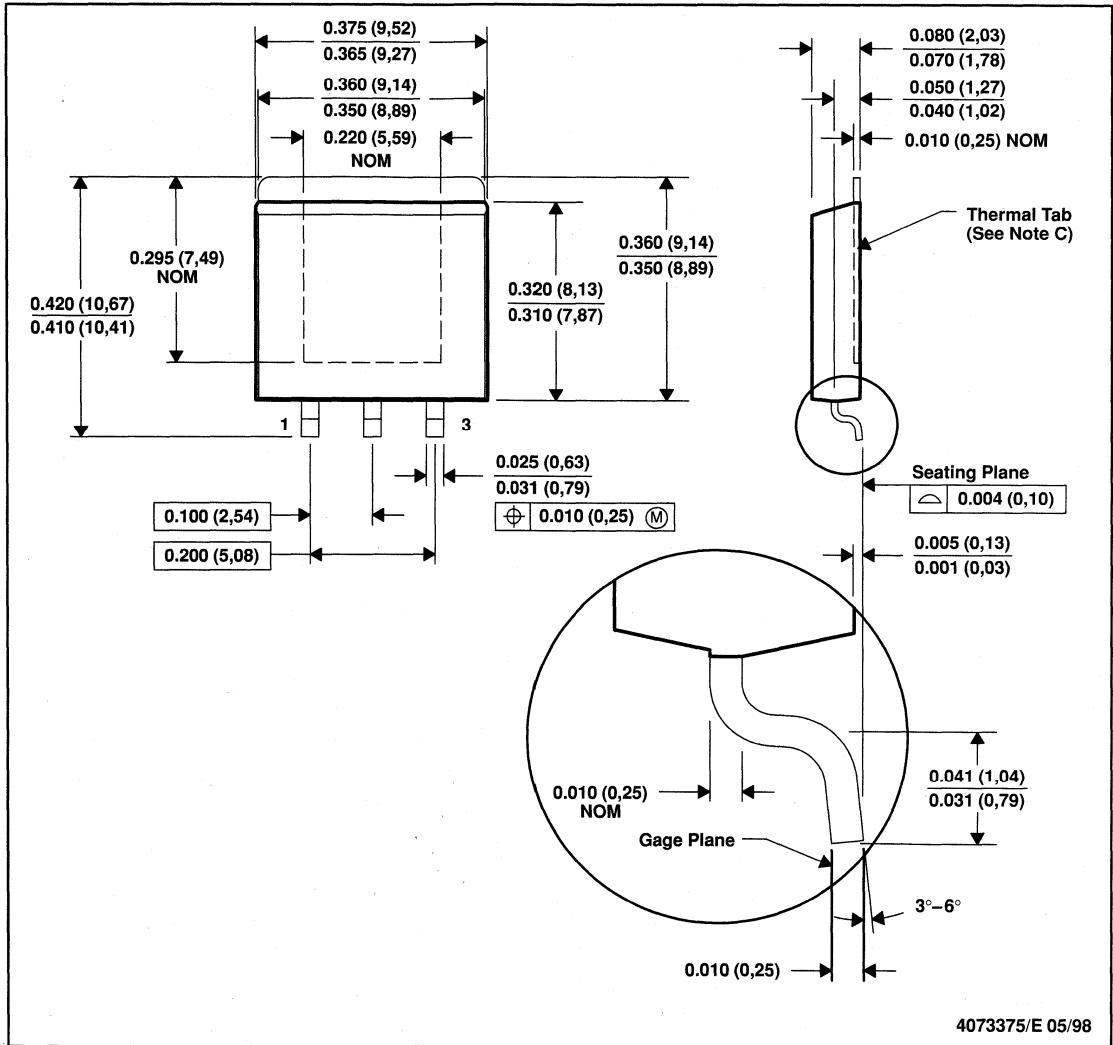 0.375 (9,52)
0.365 (9,27)
0.360 (9,14)
0.350 (8,89)
0.220 (5,59)
NOM
0.080 (2,03)
0.070 (1,78)
0.050 (1,27)
0.040 (1,02)
0.010 (0,25) NOM
Thermal Tab
(See Note C)
0.295 (7,49)
NOM
0.420 (10,67)
0.410 (10,41)
0.360 (9,14)
0.350 (8,89)
0.320 (8,13)
0.310 (7,87)
1
3
0.025 (0,63)
0.031 (0,79)
⌖ 0.010 (0,25) Ⓜ
0.100 (2,54)
0.200 (5,08)
Seating Plane
⌓ 0.004 (0,10)
0.005 (0,13)
0.001 (0,03)
0.010 (0,25)
NOM
0.041 (1,04)
0.031 (0,79)
Gage Plane
3°–6°
0.010 (0,25)
4073375/E 05/98